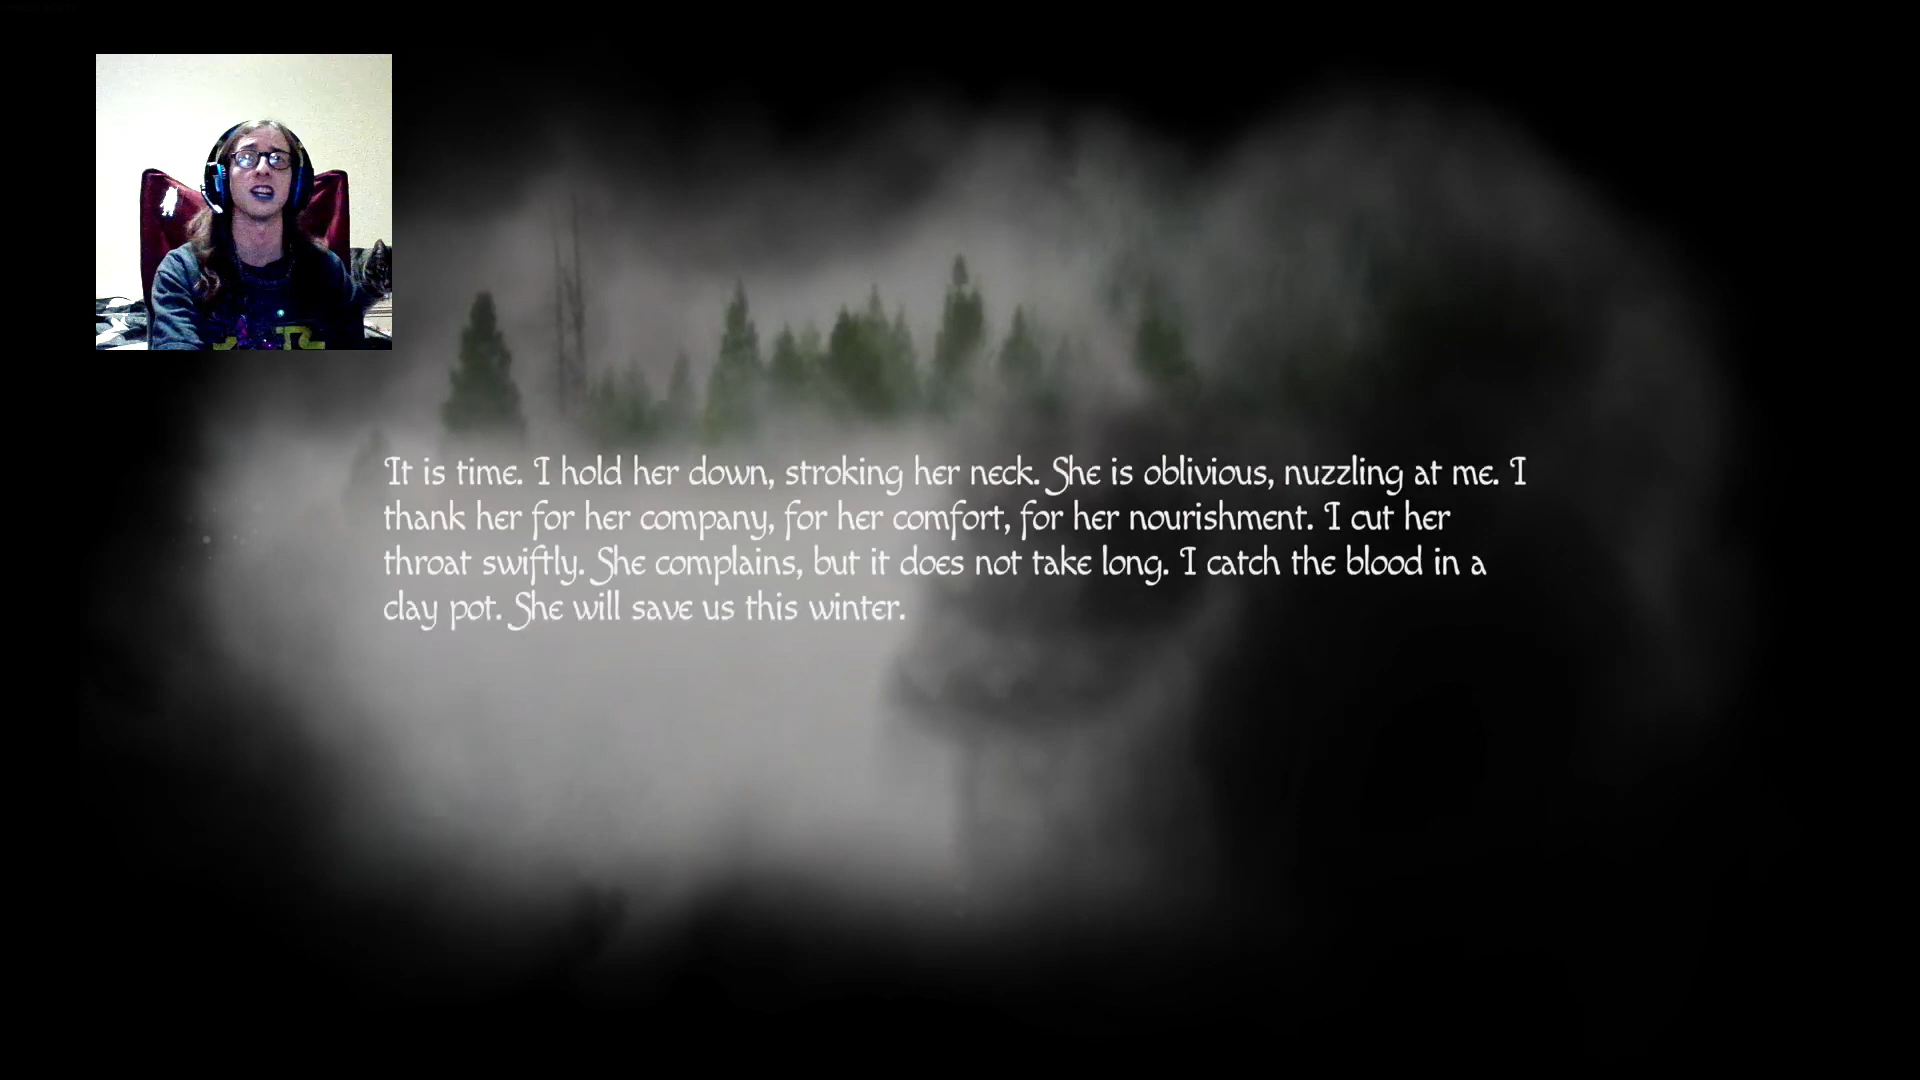 It is time. I hold her down, stroking her neck. She is oblivious, nuzzling at me. I
thank her for her company, for her comfort, for her nourishment. I cut her
throat swiftly. She complains, but it does not take long. I catch the blood in a
clay pot. She will save us this winter.